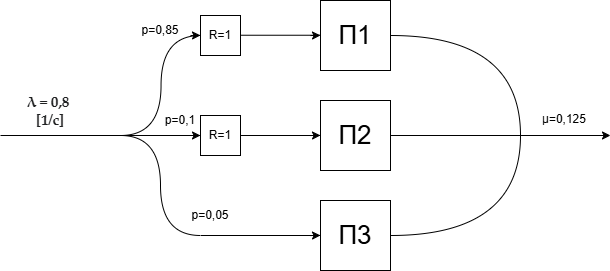 p=0,85
R=1
П1
λ = 0,8
[1/c]
p=0,1
R=1
П2
μ=0,125
p=0,05
П3